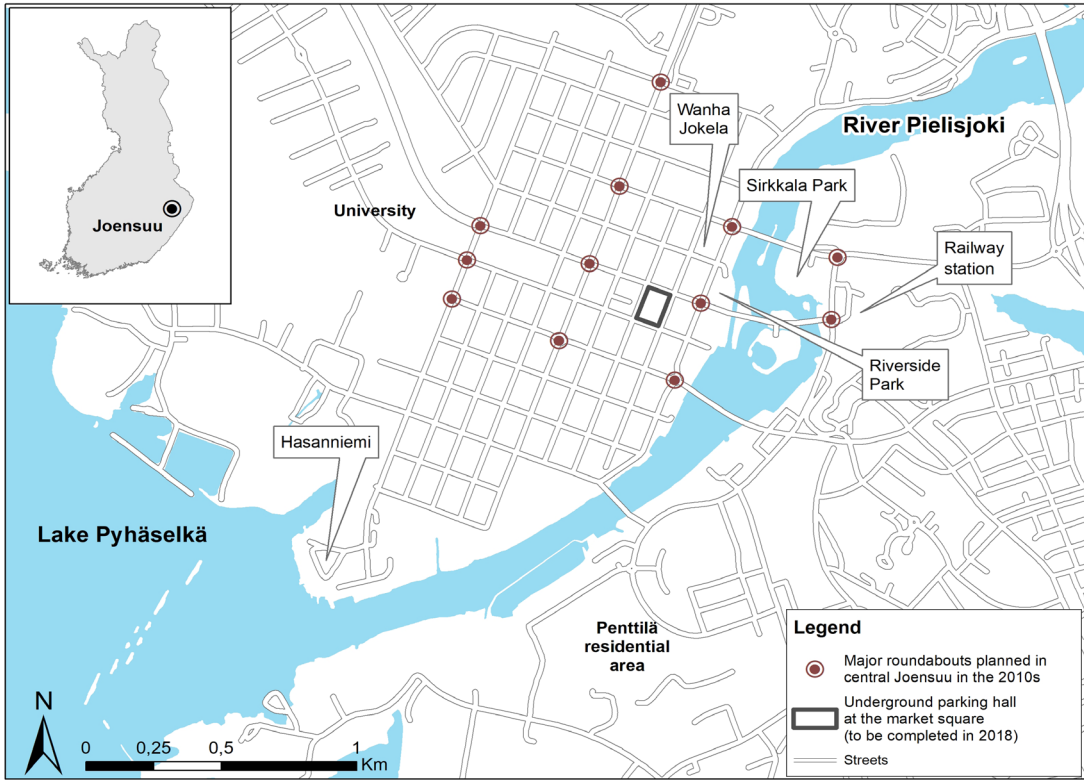 Joensuu
University
Wanha
Jokela
River Pielisjoki
Sirkkala Park
Railway
station
Riverside
Park
Hasanniemi
Lake Pyhäselkä
Penttilä
residential
area
N
0 0,25 0,5 1
Km
Legend
Major roundabouts planned in
central Joensuu in the 2010s
Underground parking hall
at the market square
(to be completed in 2018)
Streets